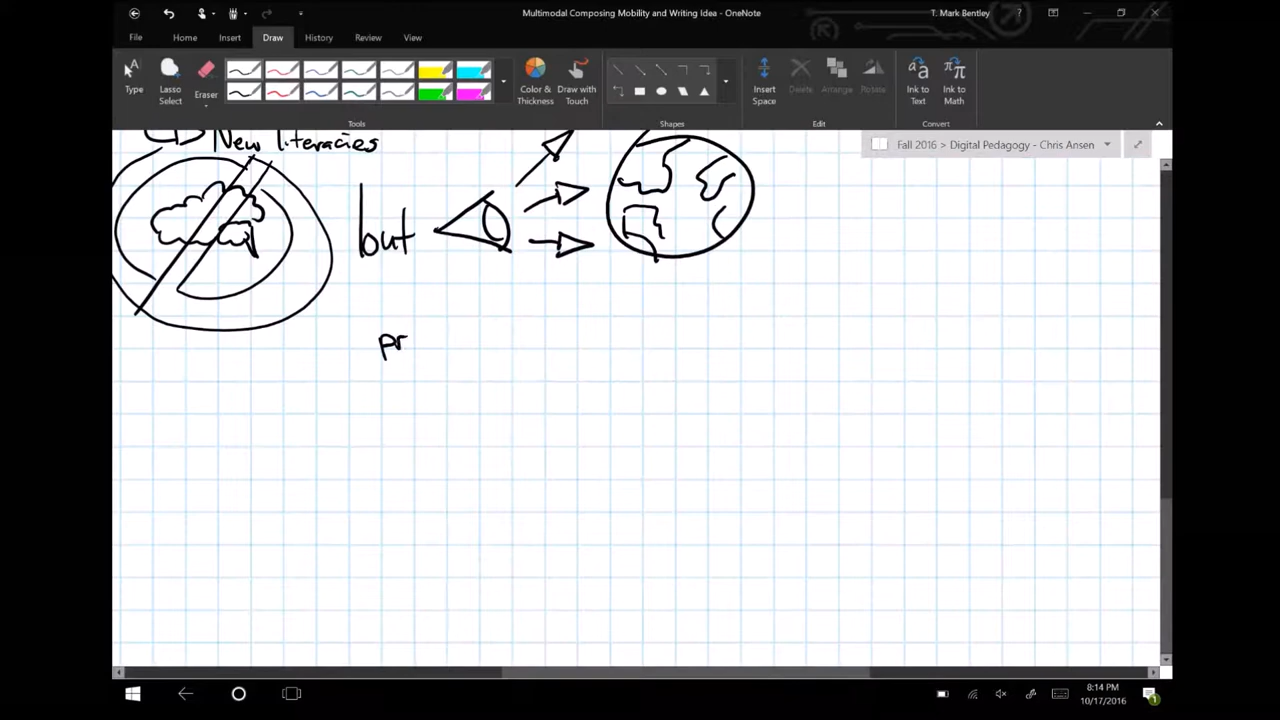 Multimodal Composing Mobility and Writing Idea - OneNote
T. Mark Bentley
?
File Home Insert Draw History Review View
Type
Lasso Select
Eraser
Color & Thickness
Draw with Touch
Insert Space
Delete
Arrange
Rotate
Ink to Text
Ink to Math
Tools
Shapes
Edit
Convert
New literacies
Fall 2016 > Digital Pedagogy - Chris Ansen
but
pr
8:14 PM
10/17/2016
1